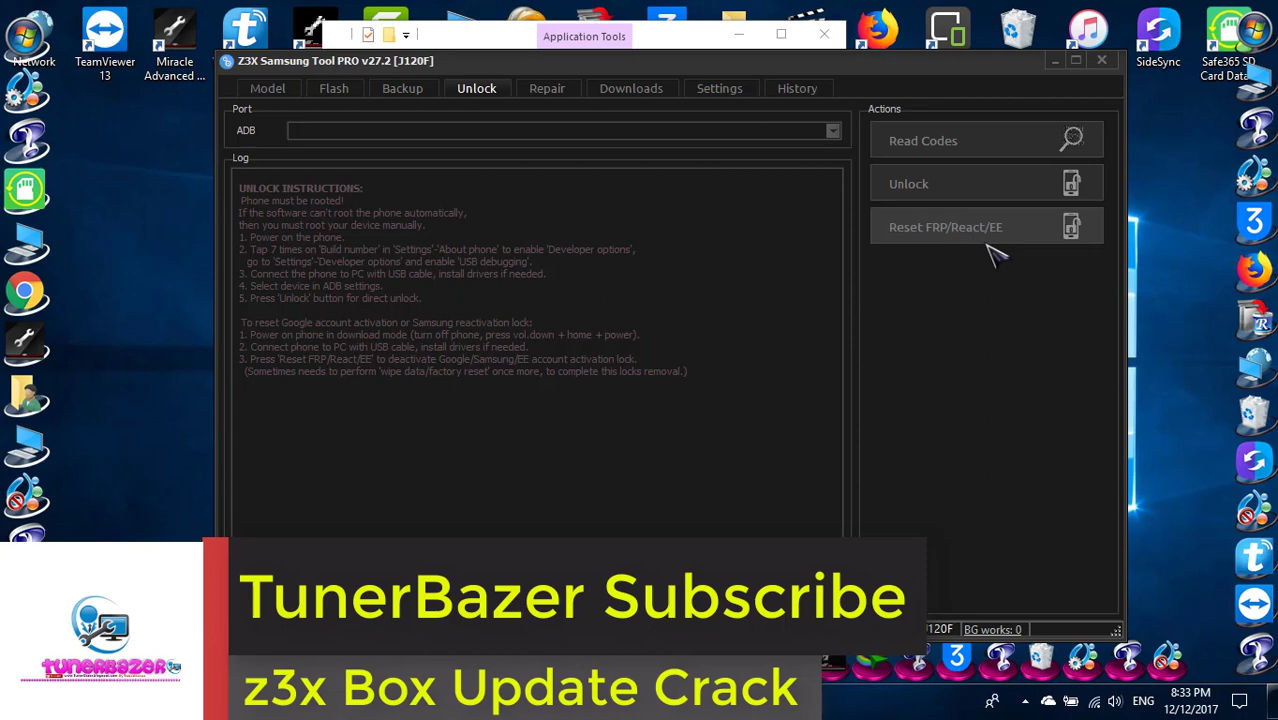 Network
TeamViewer
13
Miracle
Advanced ...
Application Tools
SideSync
Safe365 SD
Card Data...
Z3X Samsung Tool PRO v27.2 [J120F]
Model
Flash
Backup
Unlock
Repair
Downloads
Settings
History
Port
ADB
Actions
Read Codes
Unlock
Reset FRP/React/EE
Log
UNLOCK INSTRUCTIONS:
Phone must be rooted!
If the software can't root the phone automatically,
then you must root your device manually.
1. Power on the phone.
2. Tap 7 times on 'Build number' in 'Settings'-'About phone' to enable 'Developer options',
go to 'Settings'-'Developer options' and enable 'USB debugging'.
3. Connect the phone to PC with USB cable, install drivers if needed.
4. Select device in ADB settings.
5. Press 'Unlock' button for direct unlock.
To reset Google account activation or Samsung reactivation lock:
1. Power on phone in download mode (turn off phone, press vol.down + home + power).
2. Connect phone to PC with USB cable, install drivers if needed.
3. Press 'Reset FRP/React/EE' to deactivate Google/Samsung/EE account activation lock.
(Sometimes needs to perform 'wipe data/factory reset' once more, to complete this locks removal.)
J120F
BG works: 0
TunerBazer Subscribe
z3x Box Update Crack
TUNERBAZER
ENG
8:33 PM
12/12/2017